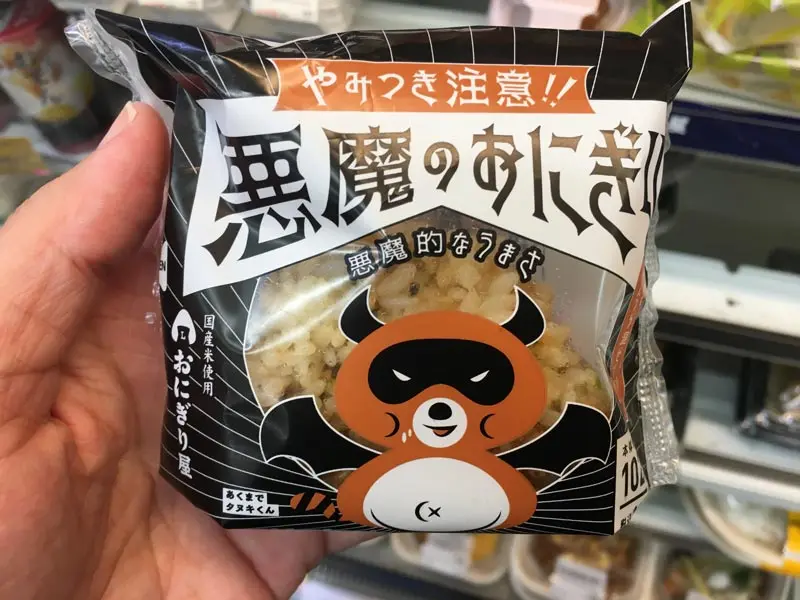 やみつき注意!!
悪魔のおにぎり
悪魔的なうまさ
国産米使用
L
おにぎり屋
あくまで
タヌキくん